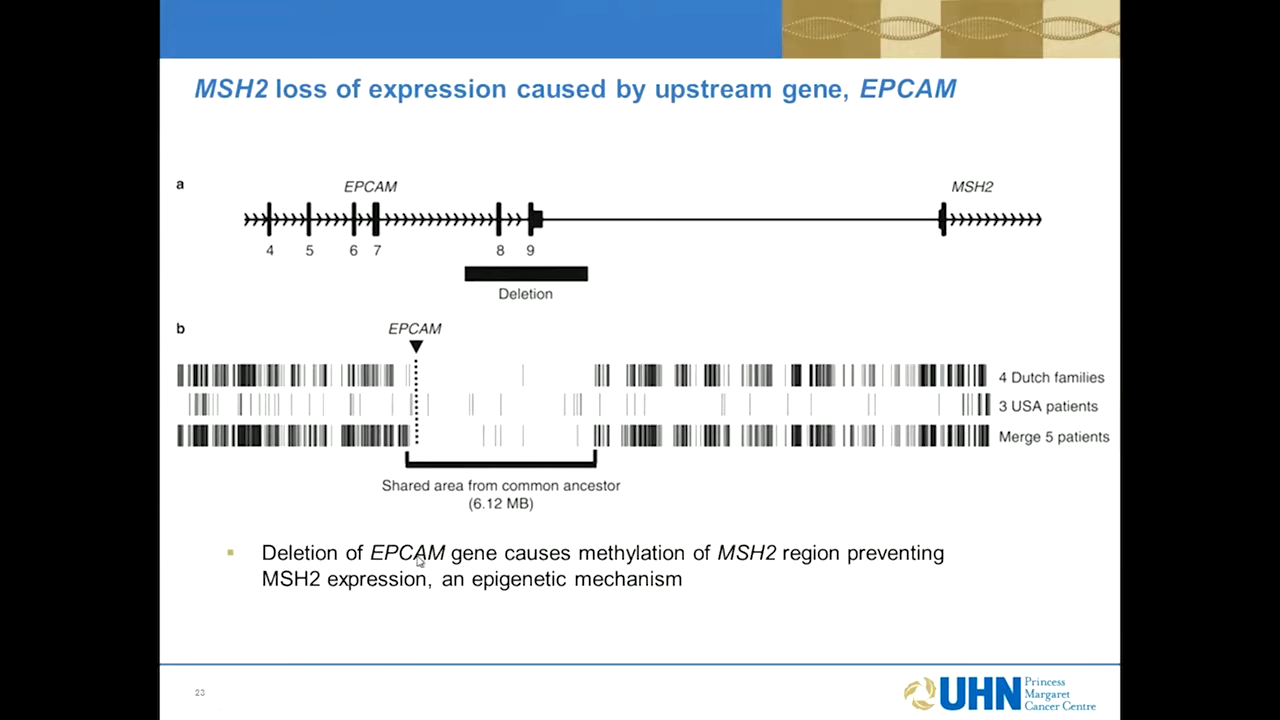 MSH2 loss of expression caused by upstream gene, EPCAM
a
EPCAM
MSH2
4 5 6 7 8 9
Deletion
b
EPCAM
4 Dutch families
3 USA patients
Merge 5 patients
Shared area from common ancestor
(6.12 MB)
Deletion of EPCAM gene causes methylation of MSH2 region preventing
MSH2 expression, an epigenetic mechanism
23
UHN
Princess
Margaret
Cancer Centre